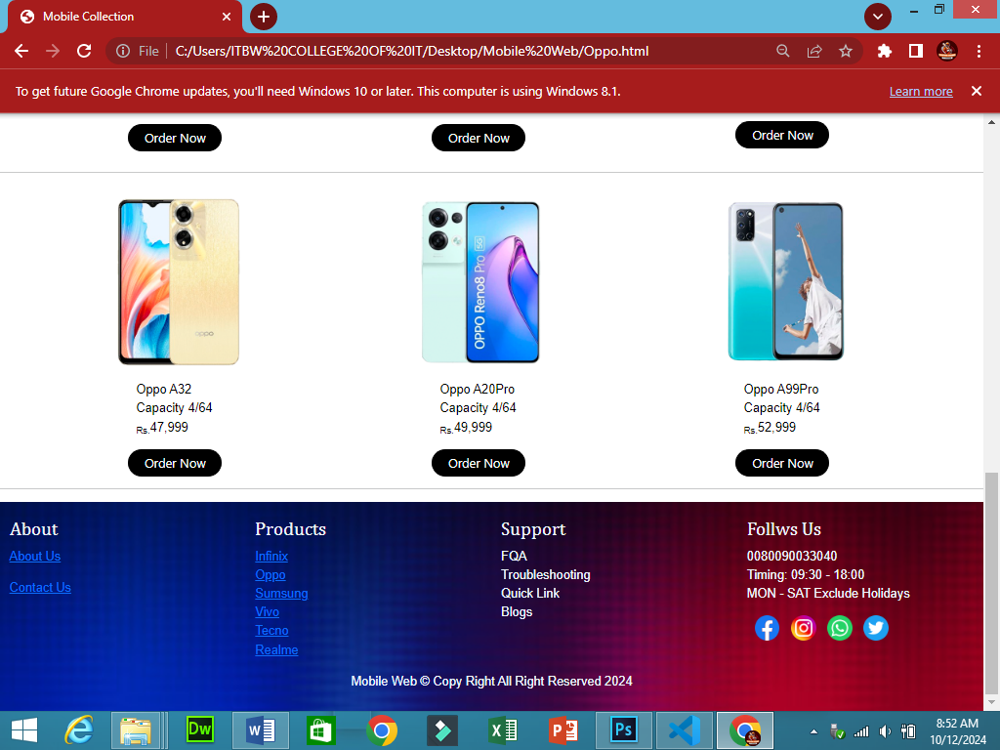 Mobile Collection
File
C:/Users/ITBW%20COLLEGE%20OF%20IT/Desktop/Mobile%20Web/Oppo.html
To get future Google Chrome updates, you'll need Windows 10 or later. This computer is using Windows 8.1.
Learn more
Order Now
Order Now
Order Now
oppo
OPPO Reno8 Pro 5G
Oppo A32
Capacity 4/64
Rs.47,999
Order Now
Oppo A20Pro
Capacity 4/64
Rs.49,999
Order Now
Oppo A99Pro
Capacity 4/64
Rs.52,999
Order Now
About
About Us
Contact Us
Products
Infinix
Oppo
Sumsung
Vivo
Tecno
Realme
Support
FQA
Troubleshooting
Quick Link
Blogs
Follws Us
0080090033040
Timing: 09:30 - 18:00
MON - SAT Exclude Holidays
Mobile Web © Copy Right All Right Reserved 2024
Dw
Ps
8:52 AM
10/12/2024